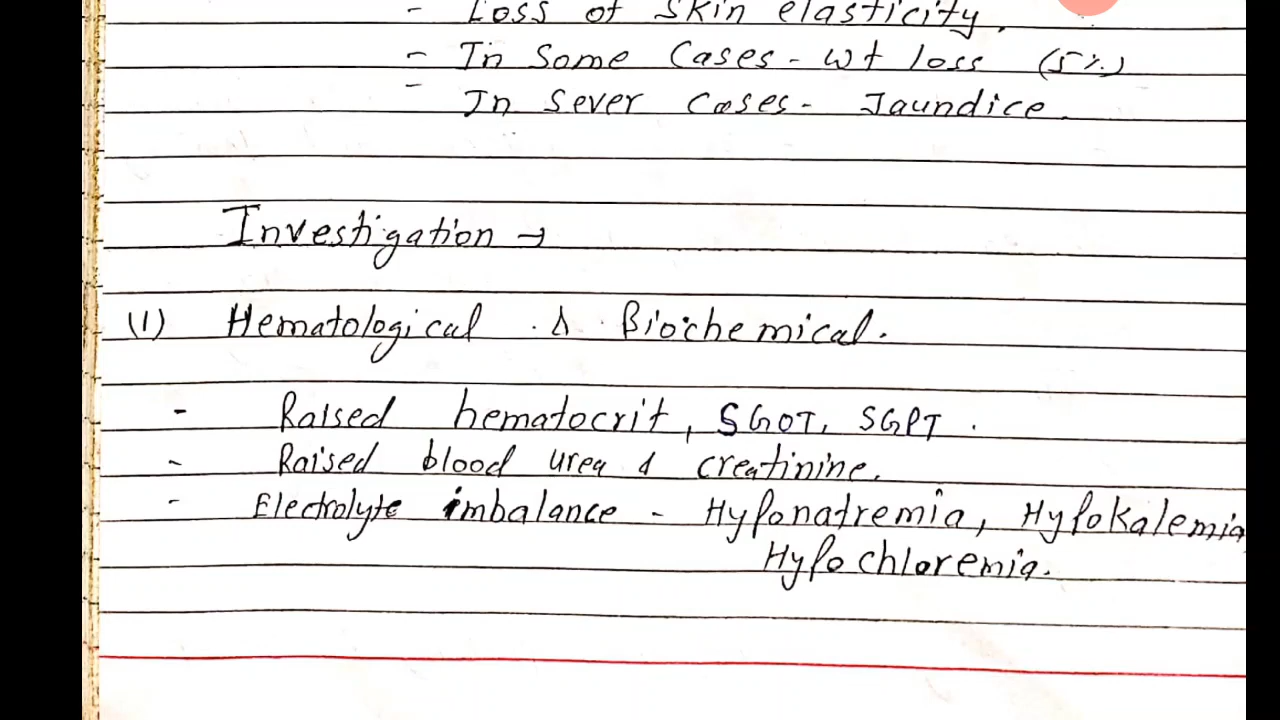 - Loss of skin elasticity.
- In Some Cases - wt loss (5%)
- In Sever Cases - Jaundice.
Investigation →
(1) Hematological & Biochemical.
- Raised hematocrit, SGOT, SGPT.
- Raised blood urea & creatinine.
- Electrolyte imbalance - Hyponatremia, Hypokalemia
Hypochloremia.